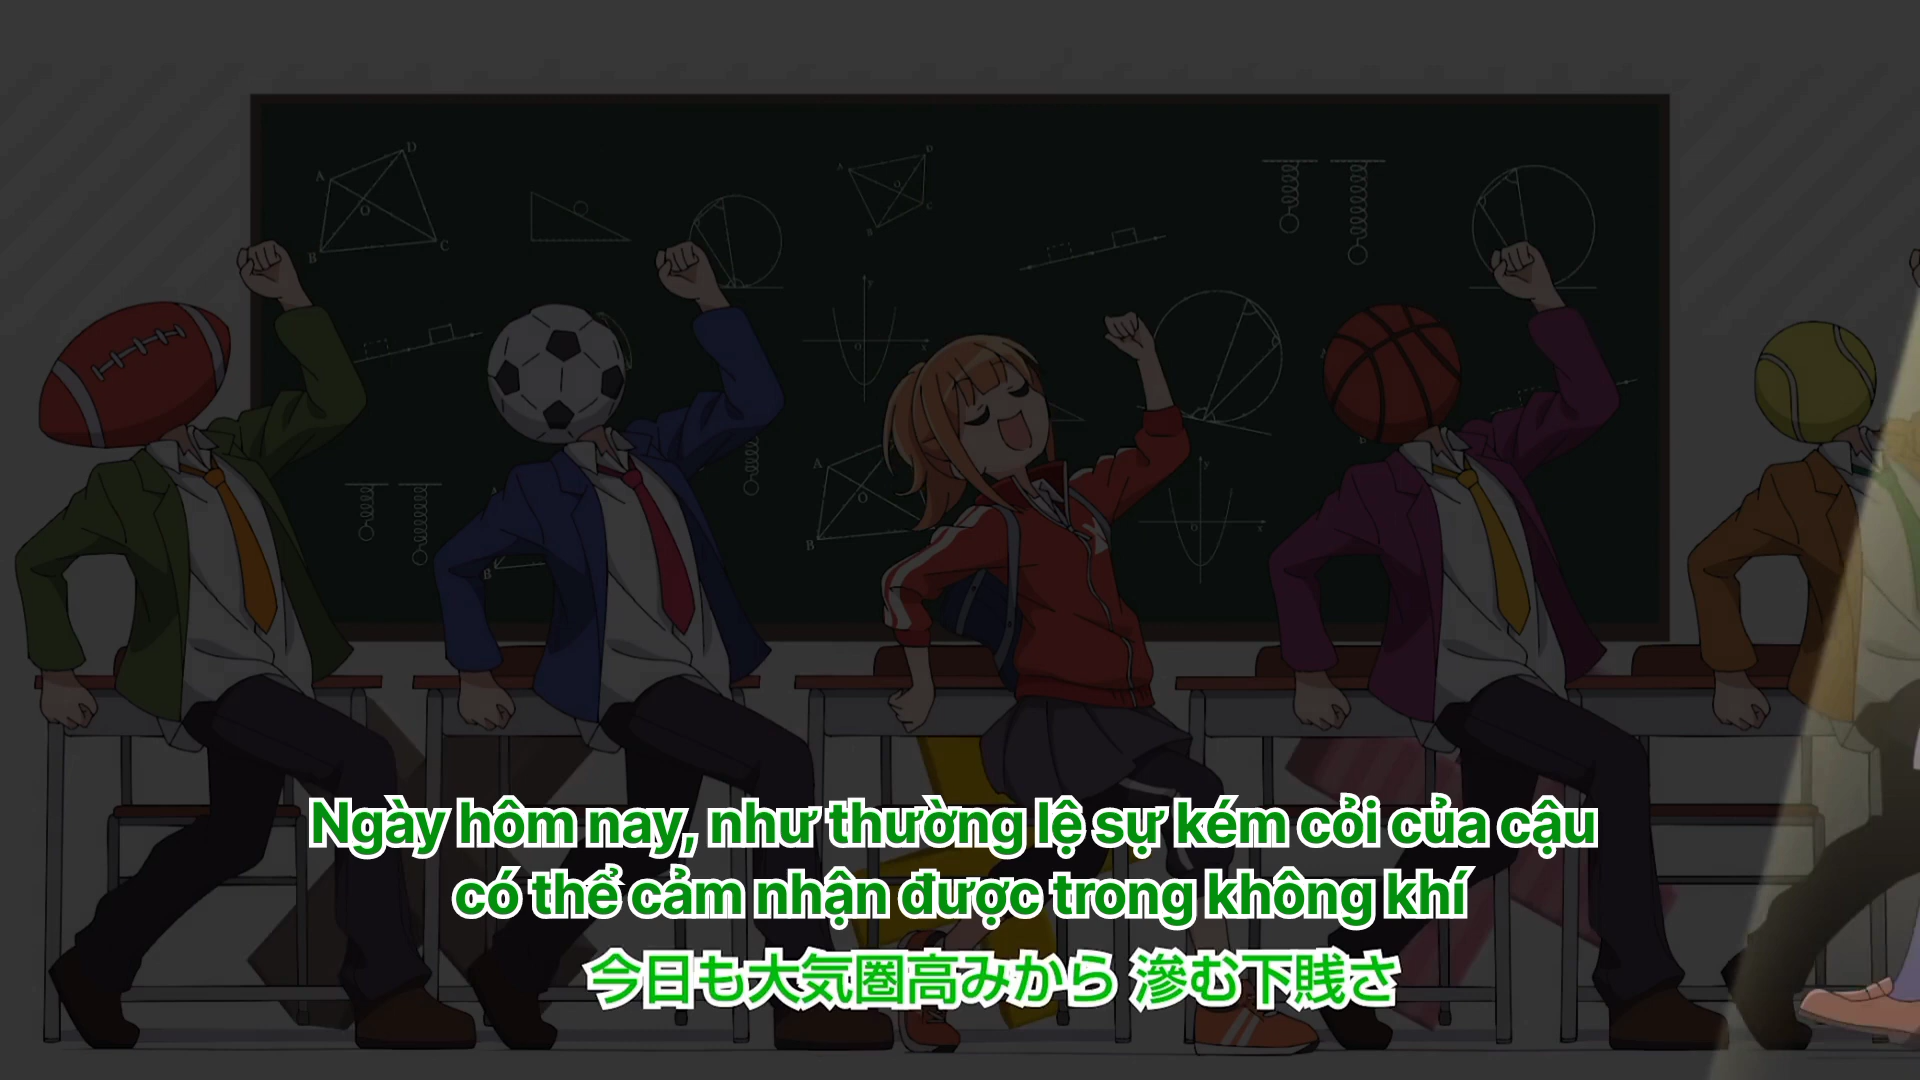 Ngày hôm nay, như thường lệ sự kém cỏi của cậu
có thể cảm nhận được trong không khí
今日も大気圏高みから 滲む下賎さ